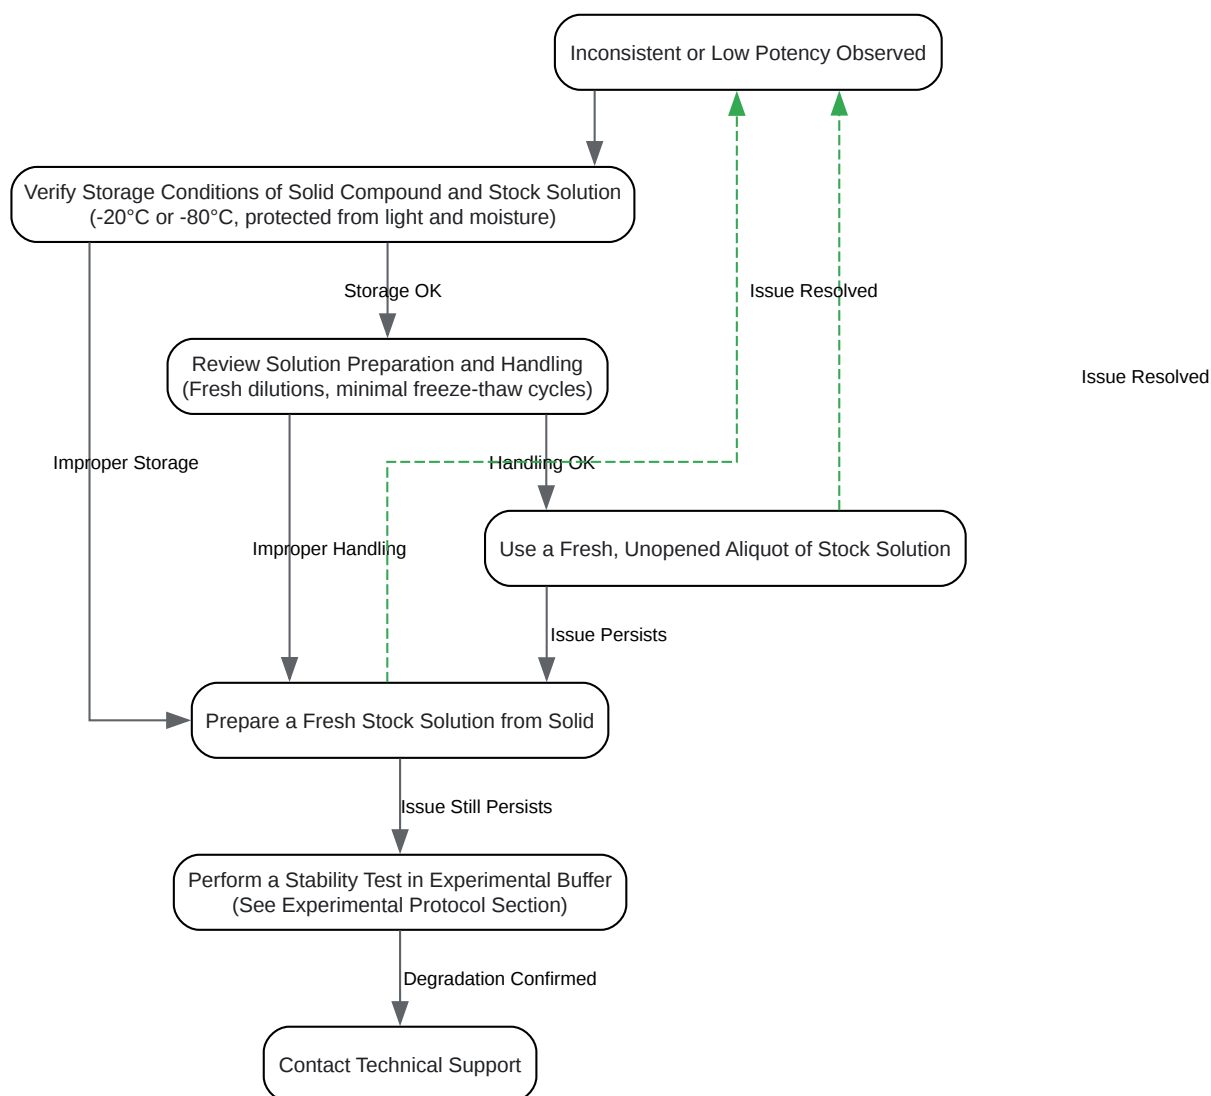 Inconsistent or Low Potency Observed
Verify Storage Conditions of Solid Compound and Stock Solution
(-20°C or -80°C, protected from light and moisture)
Storage OK
Issue Resolved
Review Solution Preparation and Handling
(Fresh dilutions, minimal freeze-thaw cycles)
Issue Resolved
Improper Storage
Handling OK
Improper Handling
Use a Fresh, Unopened Aliquot of Stock Solution
Issue Persists
Prepare a Fresh Stock Solution from Solid
Issue Still Persists
Perform a Stability Test in Experimental Buffer
(See Experimental Protocol Section)
Degradation Confirmed
Contact Technical Support